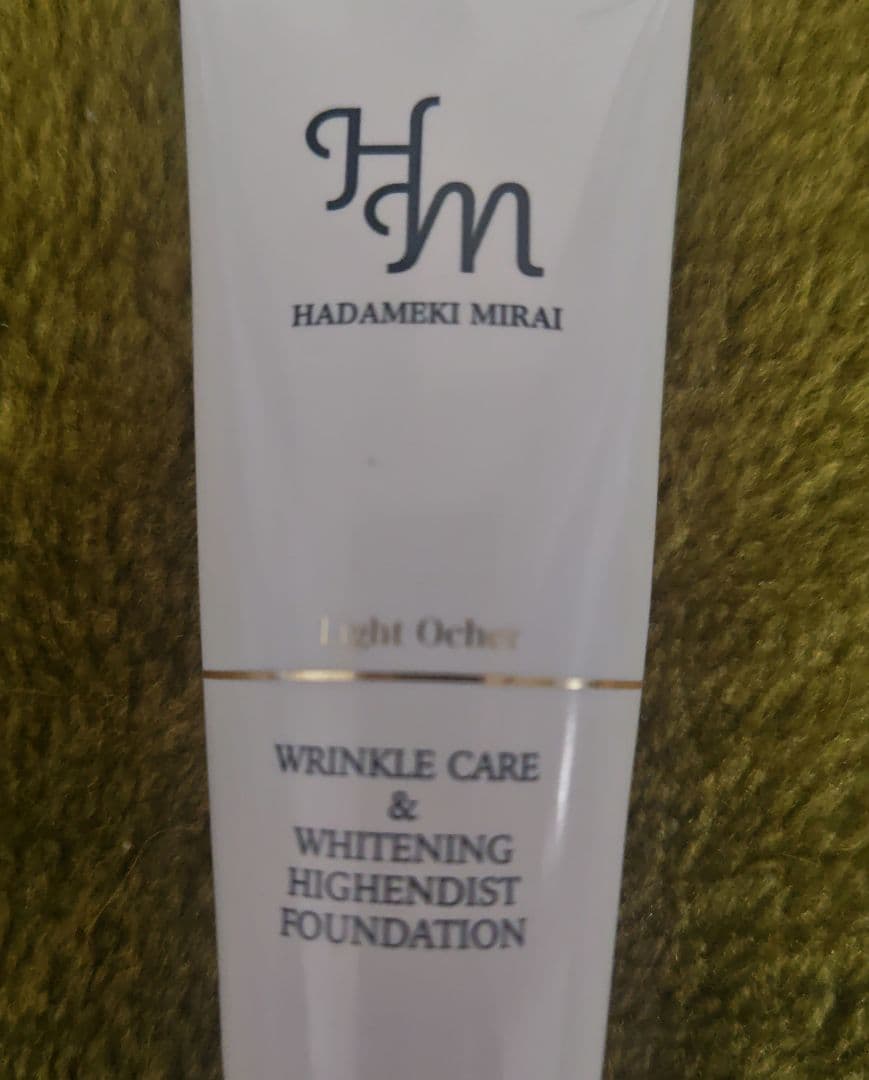 HM
HADAMEKI MIRAI
Light Ocher
WRINKLE CARE
&
WHITENING
HIGHENDIST
FOUNDATION